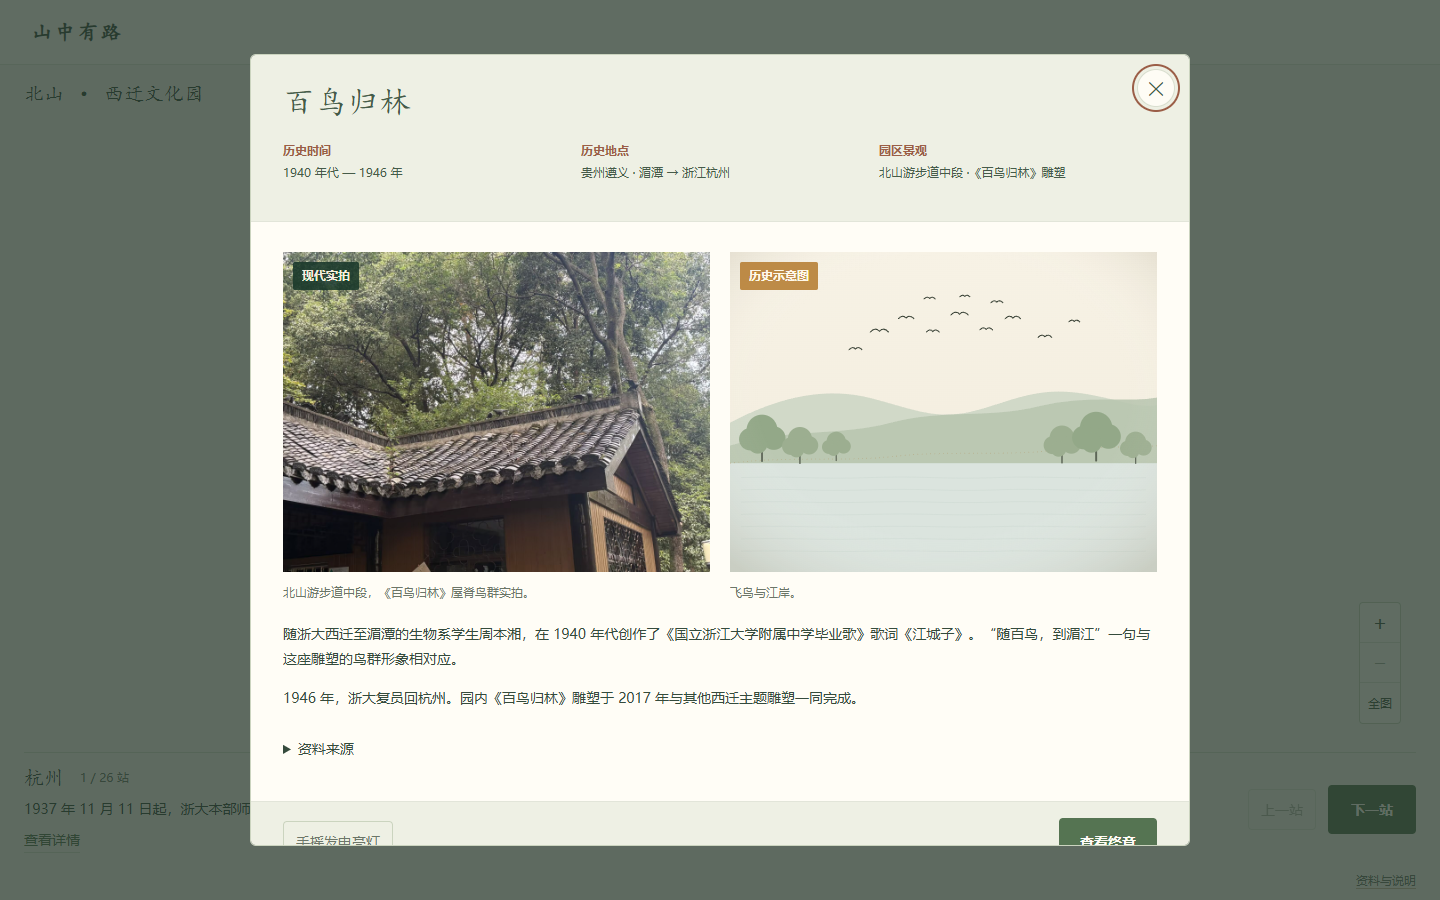 山中有路
北山 • 西迁文化园
百鸟归林
历史时间
1940 年代 — 1946 年
历史地点
贵州遵义 · 湄潭 → 浙江杭州
园区景观
北山游步道中段 ·《百鸟归林》雕塑
现代实拍
历史示意图
北山游步道中段，《百鸟归林》屋脊鸟群实拍。
飞鸟与江岸。
随浙大西迁至湄潭的生物系学生周本湘，在 1940 年代创作了《国立浙江大学附属中学毕业歌》歌词《江城子》。“随百鸟，到湄江”一句与
这座雕塑的鸟群形象相对应。
1946 年，浙大复员回杭州。园内《百鸟归林》雕塑于 2017 年与其他西迁主题雕塑一同完成。
▶ 资料来源
手摇发电亮灯
查看终章
+
—
全图
杭州 1 / 26 站
1937 年 11 月 11 日起，浙大本部师
查看详情
上一站
下一站
资料与说明